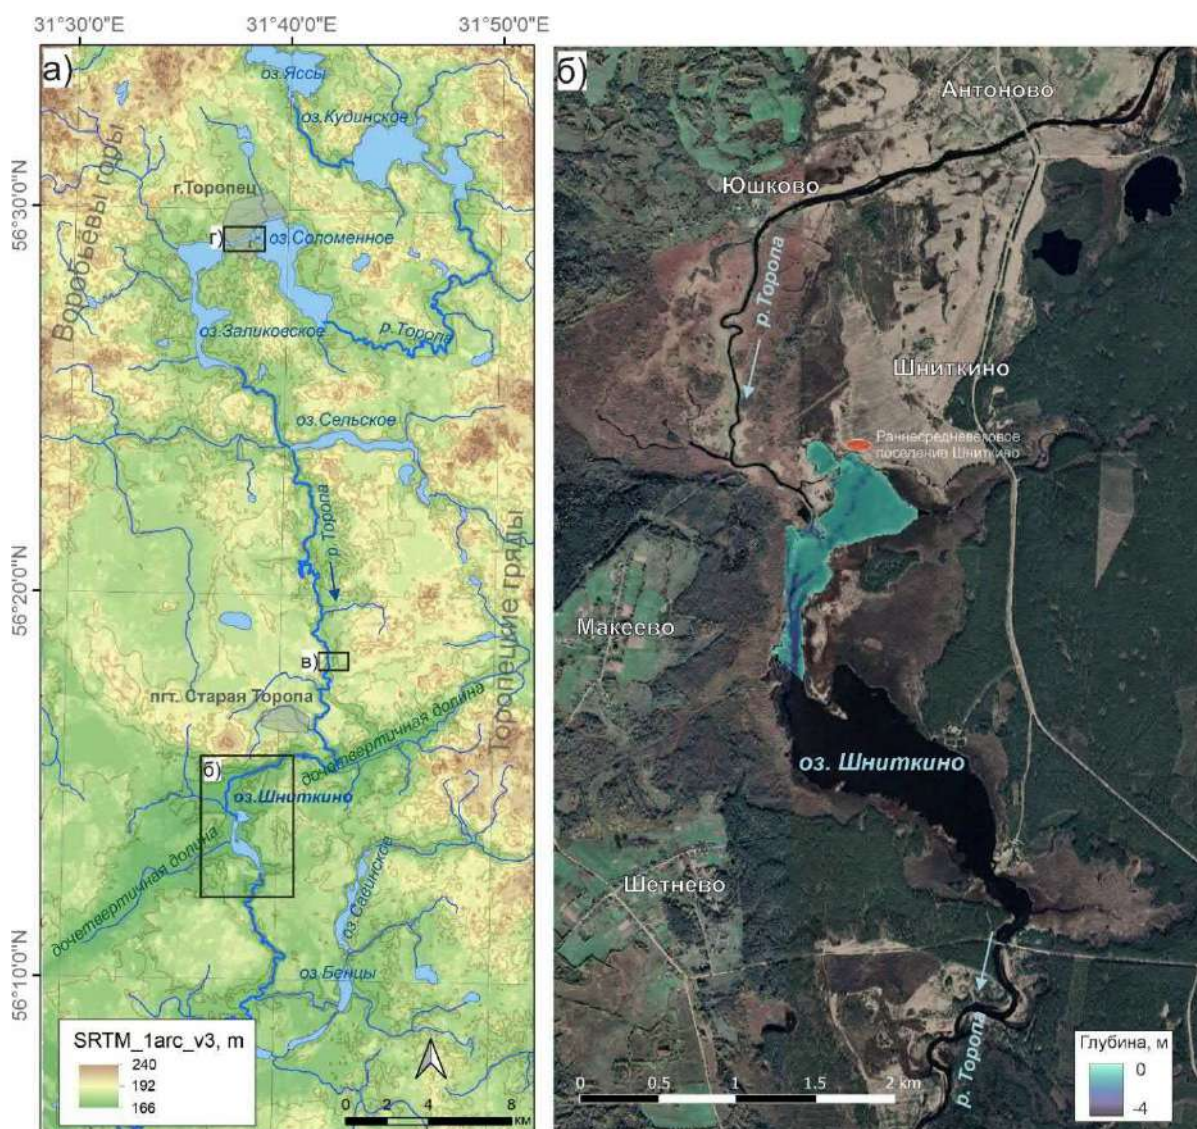 31°30'0"E
31°40'0"E
31°50'0"E
а)
оз.Яссы
оз.Кудинское
Воробьёвы горы
г.Торопец
56°30'0"N
г)
оз.Соломенное
оз.Заликовское
р.Торопа
оз.Сельское
р.Торопа
56°20'0"N
Торопецкие гряды
в)
пгт. Старая Торопа
дочетвертичная долина
б)
оз.Шниткино
дочетвертичная долина
оз.Савинское
56°10'0"N
оз.Бенцы
SRTM_1arc_v3, m
240
192
166
0 2 4 8
км
б)
Антоново
Юшково
р. Торопа
Шниткино
Раннесредневековое
поселение Шниткино
Макеево
оз. Шниткино
Шетнево
р. Торопа
0 0.5 1 1.5 2 km
Глубина, м
0
-4